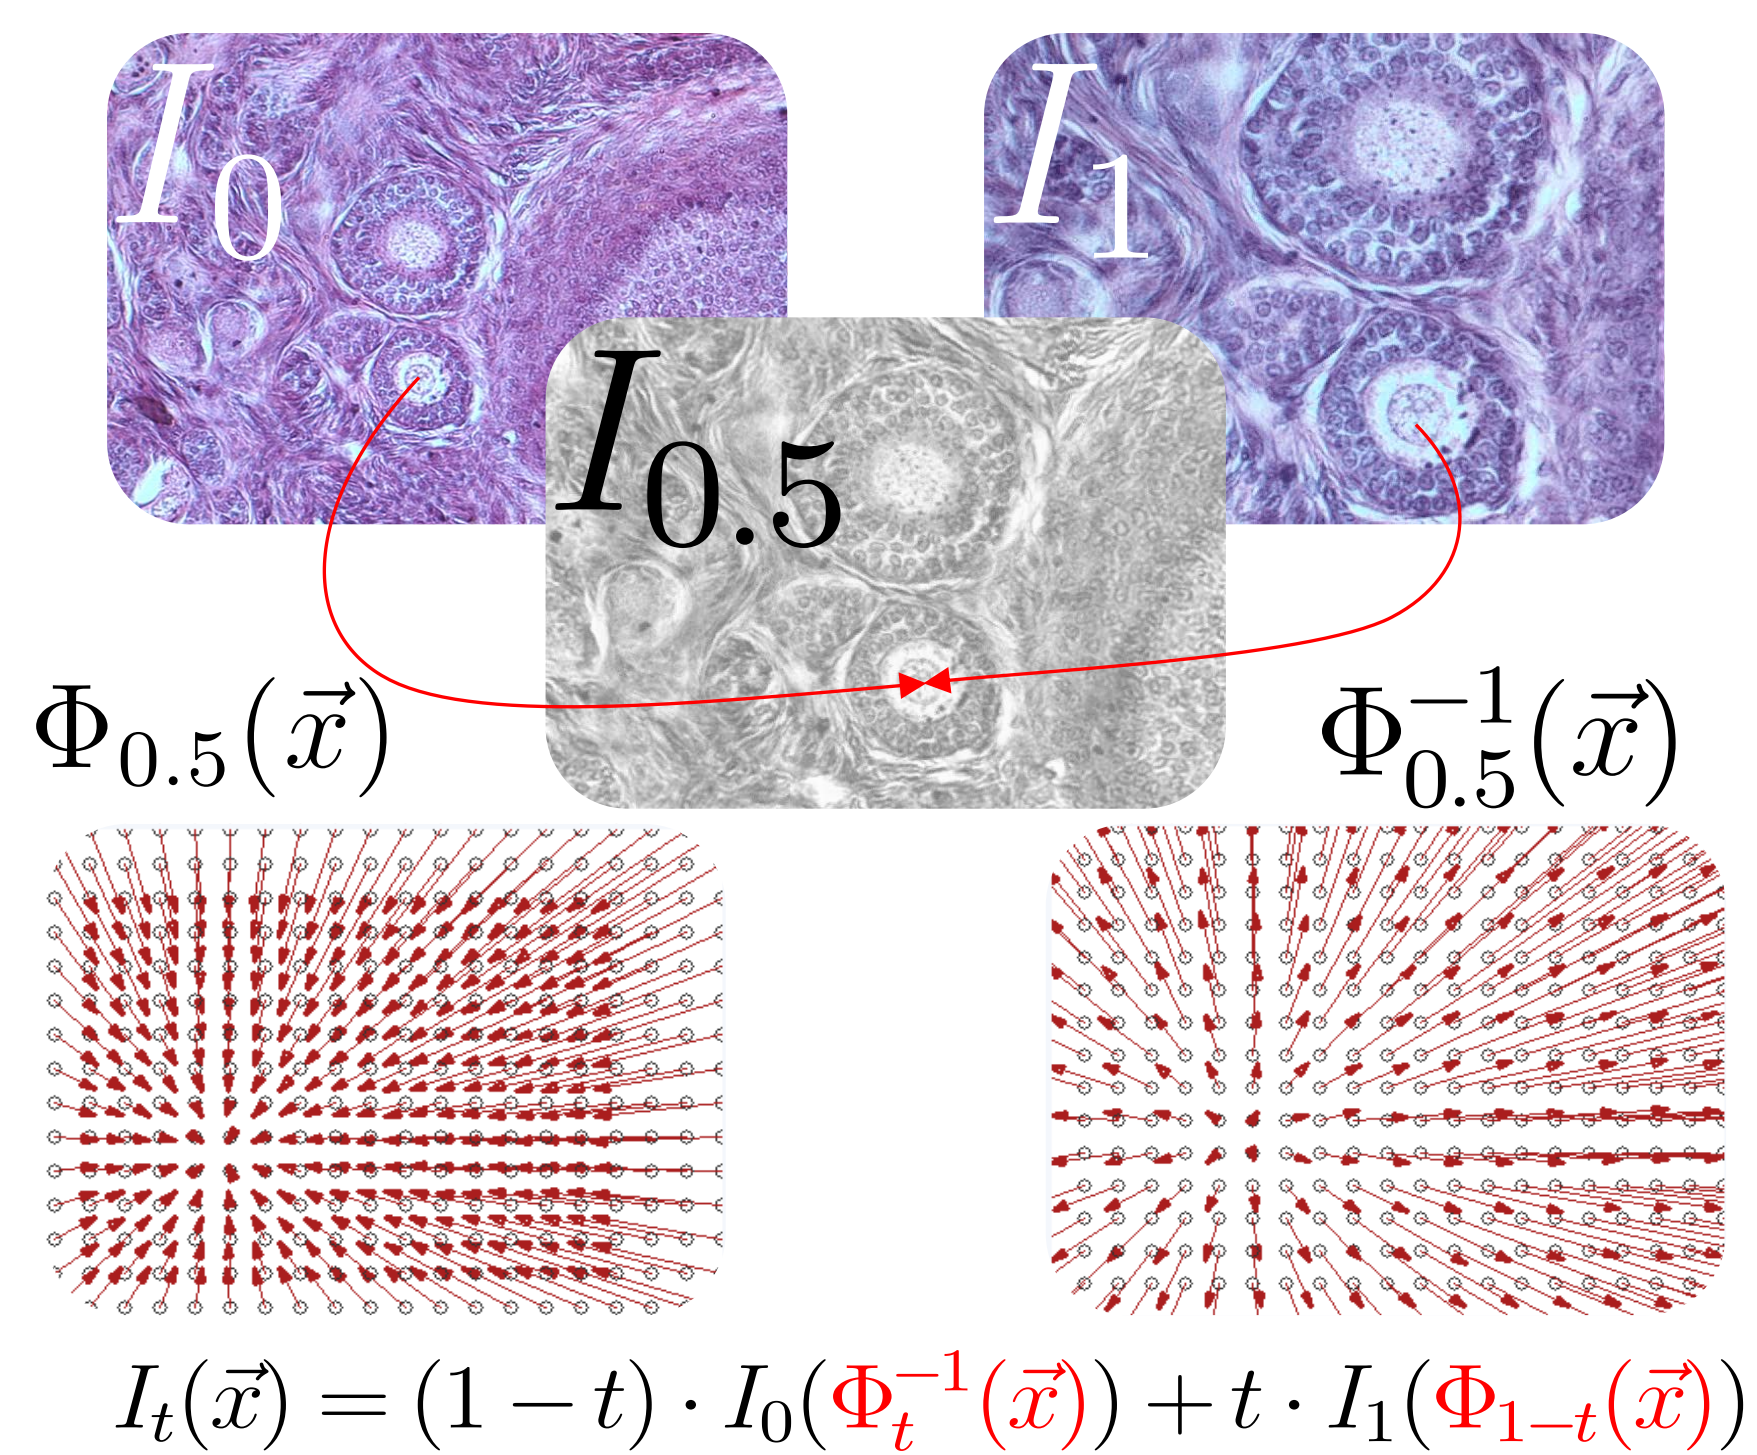 I₀
I₁
I₀.₅
Φ₀.₅(x⃗)
Φ₀.₅⁻¹(x⃗)
Iₜ(x⃗) = (1 − t) · I₀(Φₜ⁻¹(x⃗)) + t · I₁(Φ₁₋ₜ(x⃗))